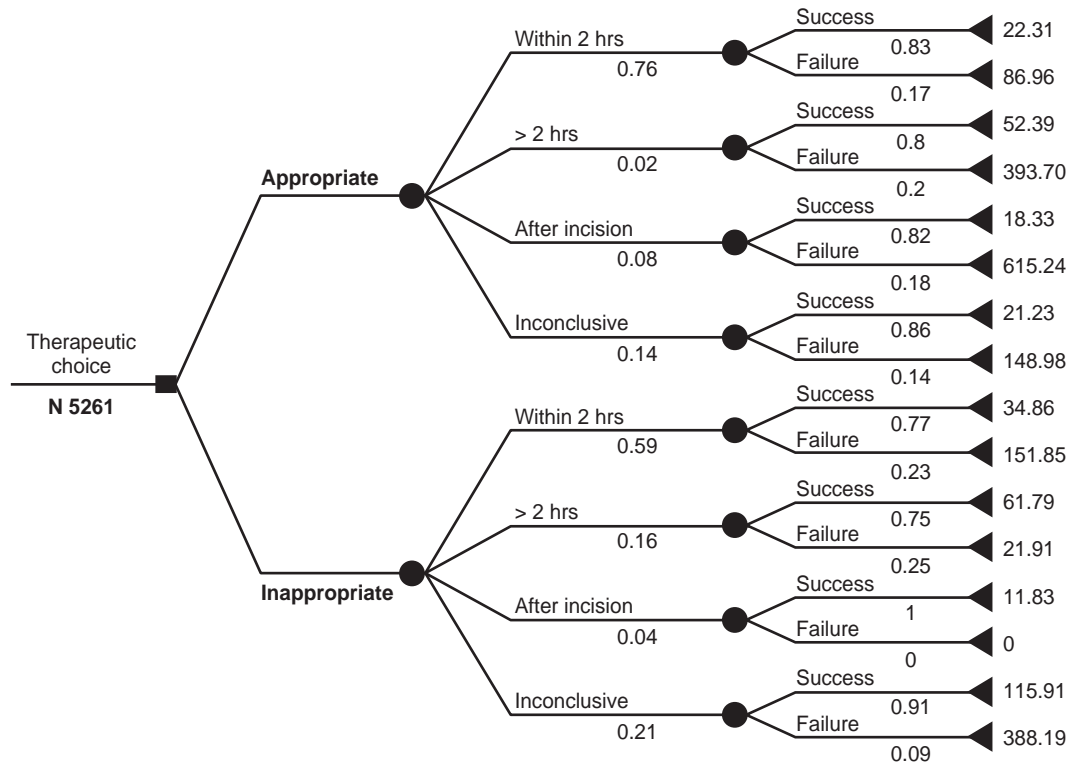 Therapeutic
choice
N 5261
Appropriate
Within 2 hrs
0.76
Success
0.83
22.31
Failure
0.17
86.96
> 2 hrs
0.02
Success
0.8
52.39
Failure
0.2
393.70
After incision
0.08
Success
0.82
18.33
Failure
0.18
615.24
Inconclusive
0.14
Success
0.86
21.23
Failure
0.14
148.98
Inappropriate
Within 2 hrs
0.59
Success
0.77
34.86
Failure
0.23
151.85
> 2 hrs
0.16
Success
0.75
61.79
Failure
0.25
21.91
After incision
0.04
Success
1
11.83
Failure
0
0
Inconclusive
0.21
Success
0.91
115.91
Failure
0.09
388.19